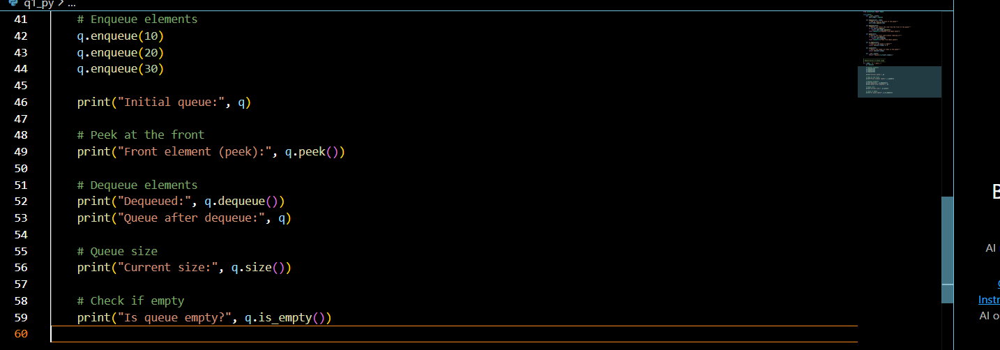 q1_py > ...
41 # Enqueue elements
42 q.enqueue(10)
43 q.enqueue(20)
44 q.enqueue(30)
45
46 print("Initial queue:", q)
47
48 # Peek at the front
49 print("Front element (peek):", q.peek())
50
51 # Dequeue elements
52 print("Dequeued:", q.dequeue())
53 print("Queue after dequeue:", q)
54
55 # Queue size
56 print("Current size:", q.size())
57
58 # Check if empty
59 print("Is queue empty?", q.is_empty())
60
B
AI
Instr
AI o